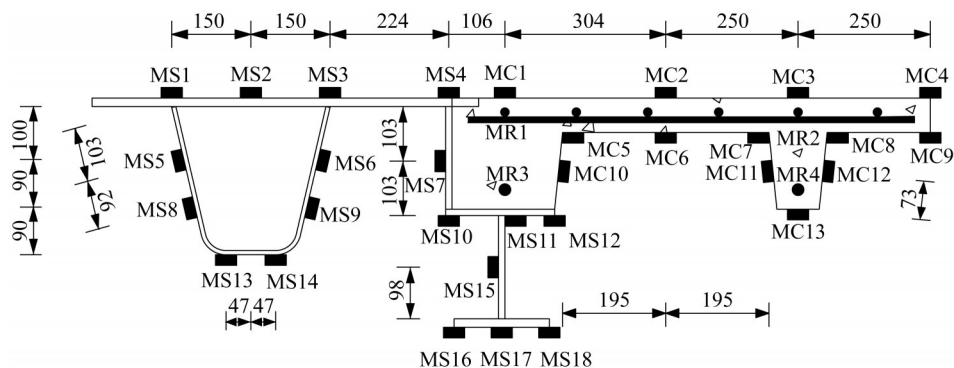 150 150 224 106 304 250 250
MS1 MS2 MS3 MS4 MC1 MC2 MC3 MC4
100 90 90
103 92
103 103
MR1 MR2
MS5 MS6 MS7 MC5 MC6 MC7 MC8 MC9
MR3 MC10 MC11 MR4 MC12
MS8 MS9 73
MS10 MS11 MS12 MC13
MS13 MS14 MS15 98
47 47 195 195
MS16 MS17 MS18